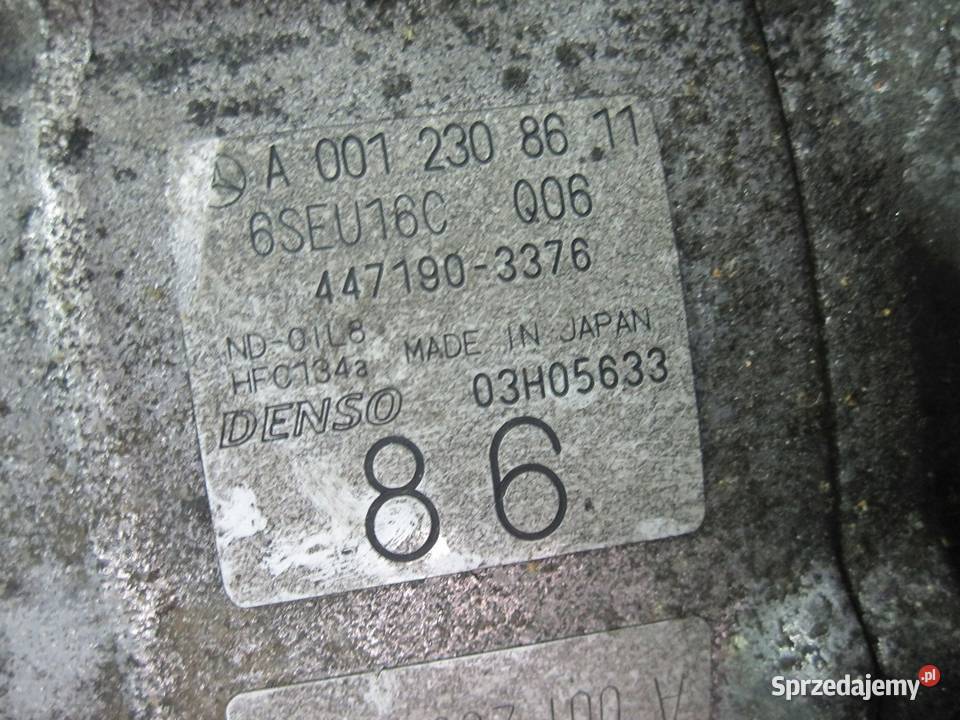 A 001 230 86 11
6SEU16C Q06
447190-3376
ND-OIL8
HFC134a MADE IN JAPAN
DENSO 03H05633
86
Sprzedajemy.pl